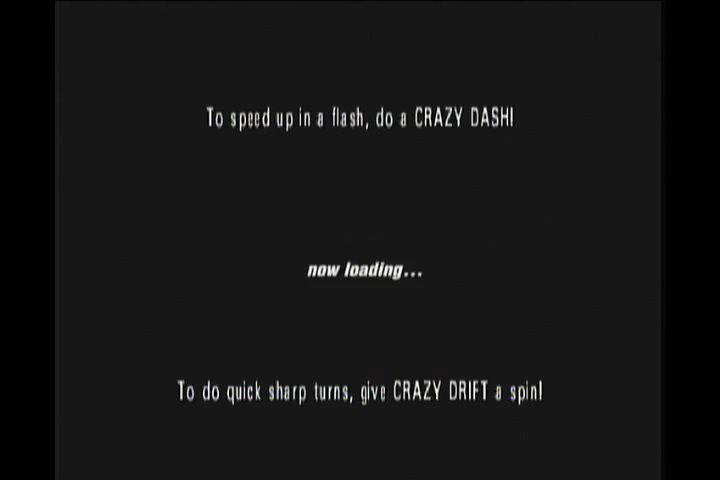 To speed up in a flash, do a CRAZY DASH!
now loading...
To do quick sharp turns, give CRAZY DRIFT a spin!